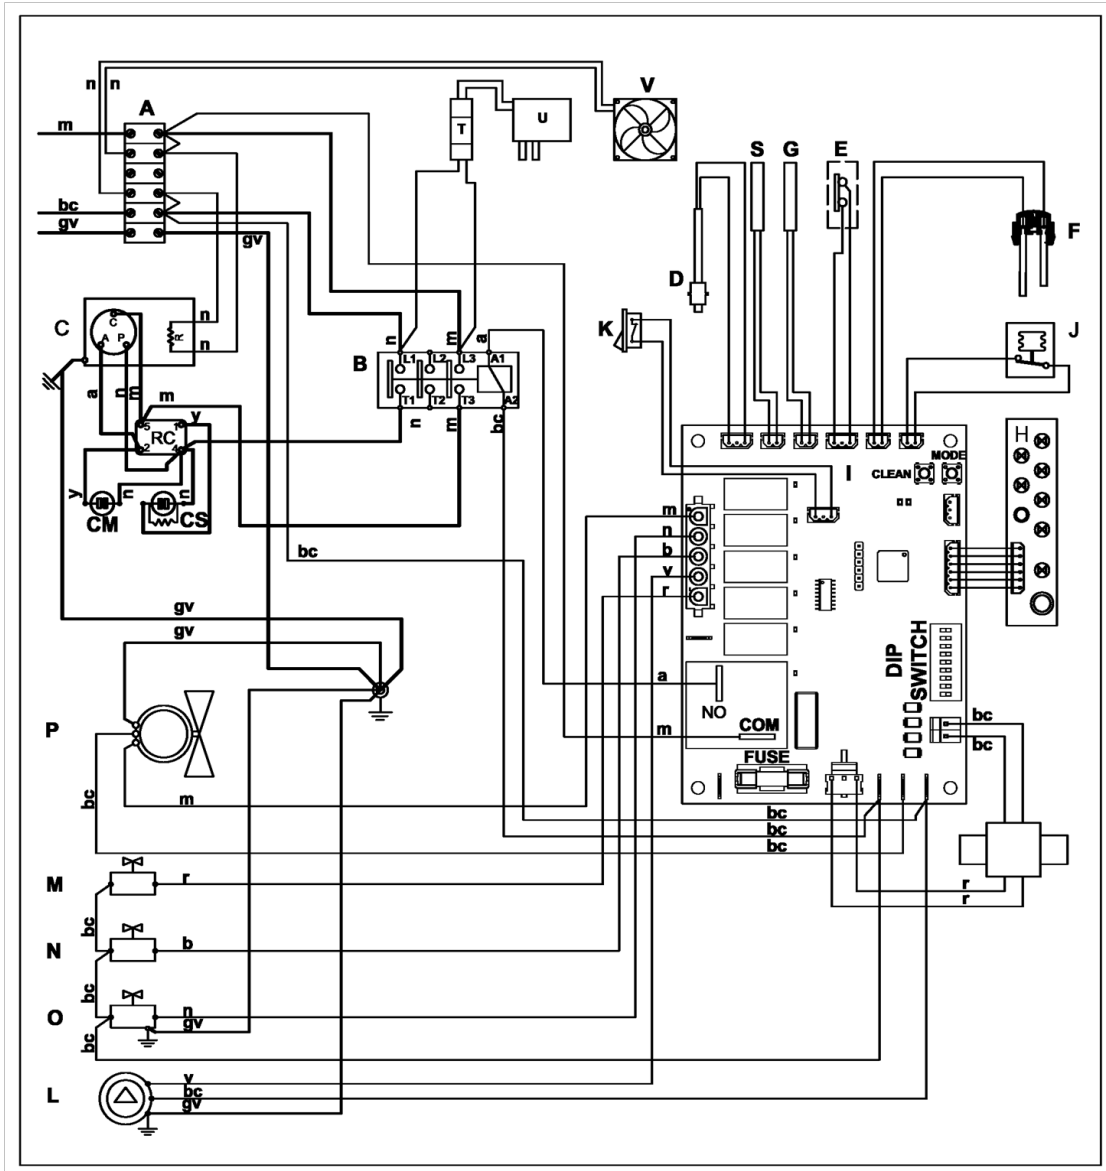 n n
A
m
bc
gv
gv
T
U
V
S G E
D
F
K
J
C
C
A P
R
n
n
a
n
m
m
y
5 1
RC
2 4
y
n
n
CM
CS
B
n
m
a
L1 L2 L3 A1
T1 T2 T3 A2
n
m
bc
bc
gv
gv
I
CLEAN
MODE
H
m
n
b
v
r
a
NO
m
COM
FUSE
DIP
SWITCH
bc
bc
P
bc
m
bc
bc
bc
M
r
r
r
bc
N
b
bc
O
n
gv
bc
L
v
bc
gv